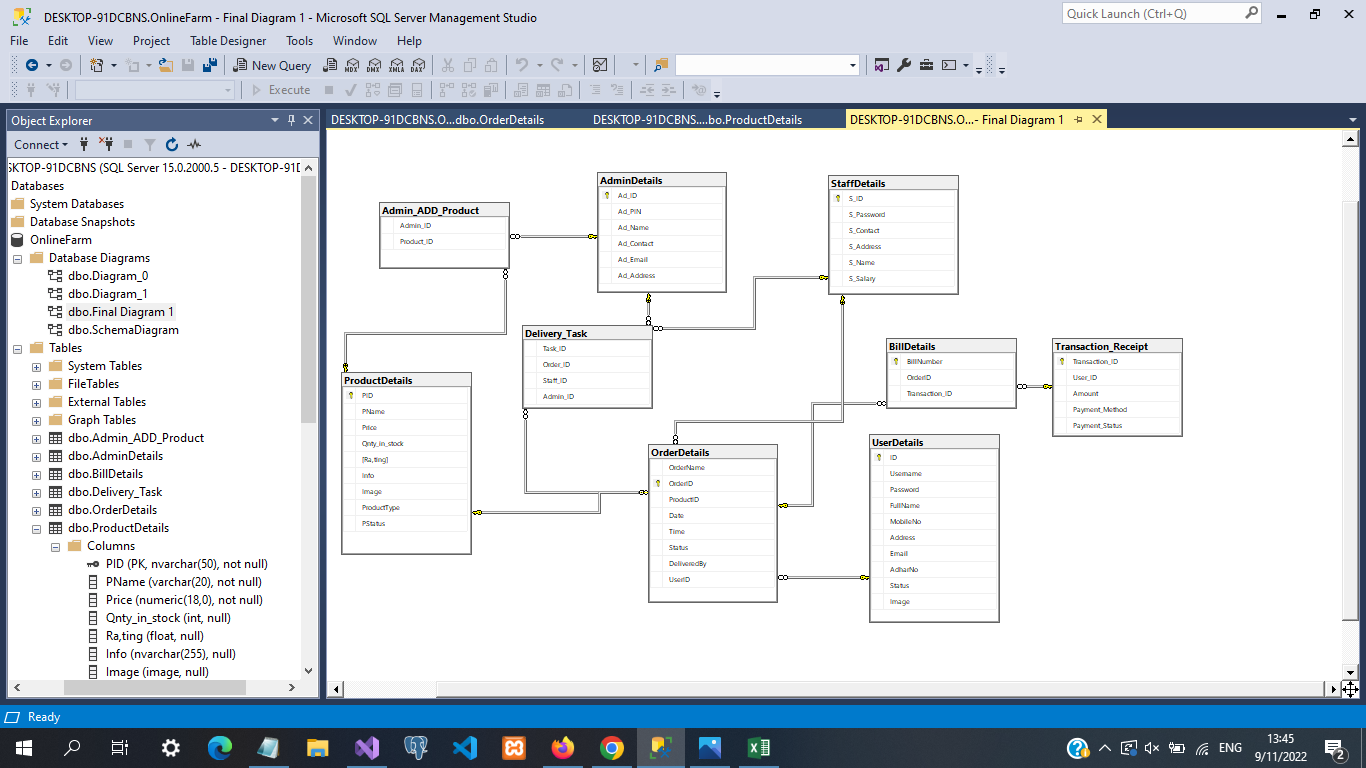 DESKTOP-91DCBNS.OnlineFarm - Final Diagram 1 - Microsoft SQL Server Management Studio
Quick Launch (Ctrl+Q)
File Edit View Project Table Designer Tools Window Help
New Query
MDX DMX XMLA DAX
Execute
Object Explorer
DESKTOP-91DCBNS.O...dbo.OrderDetails
DESKTOP-91DCBNS....bo.ProductDetails
DESKTOP-91DCBNS.O...- Final Diagram 1
Connect
SKTOP-91DCBNS (SQL Server 15.0.2000.5 - DESKTOP-91D
Databases
System Databases
Database Snapshots
OnlineFarm
Database Diagrams
dbo.Diagram_0
dbo.Diagram_1
dbo.Final Diagram 1
dbo.SchemaDiagram
Tables
System Tables
FileTables
External Tables
Graph Tables
dbo.Admin_ADD_Product
dbo.AdminDetails
dbo.BillDetails
dbo.Delivery_Task
dbo.OrderDetails
dbo.ProductDetails
Columns
PID (PK, nvarchar(50), not null)
PName (varchar(20), not null)
Price (numeric(18,0), not null)
Qnty_in_stock (int, null)
Ra,ting (float, null)
Info (nvarchar(255), null)
Image (image, null)
Admin_ADD_Product
Admin_ID
Product_ID
AdminDetails
Ad_ID
Ad_PIN
Ad_Name
Ad_Contact
Ad_Email
Ad_Address
StaffDetails
S_ID
S_Password
S_Contact
S_Address
S_Name
S_Salary
Delivery_Task
Task_ID
Order_ID
Staff_ID
Admin_ID
BillDetails
BillNumber
OrderID
Transaction_ID
Transaction_Receipt
Transaction_ID
User_ID
Amount
Payment_Method
Payment_Status
ProductDetails
PID
PName
Price
Qnty_in_stock
[Ra,ting]
Info
Image
ProductType
PStatus
OrderDetails
OrderName
OrderID
ProductID
Date
Time
Status
DeliveredBy
UserID
UserDetails
ID
Username
Password
FullName
MobileNo
Address
Email
AdharNo
Status
Image
Ready
ENG
13:45
9/11/2022
2